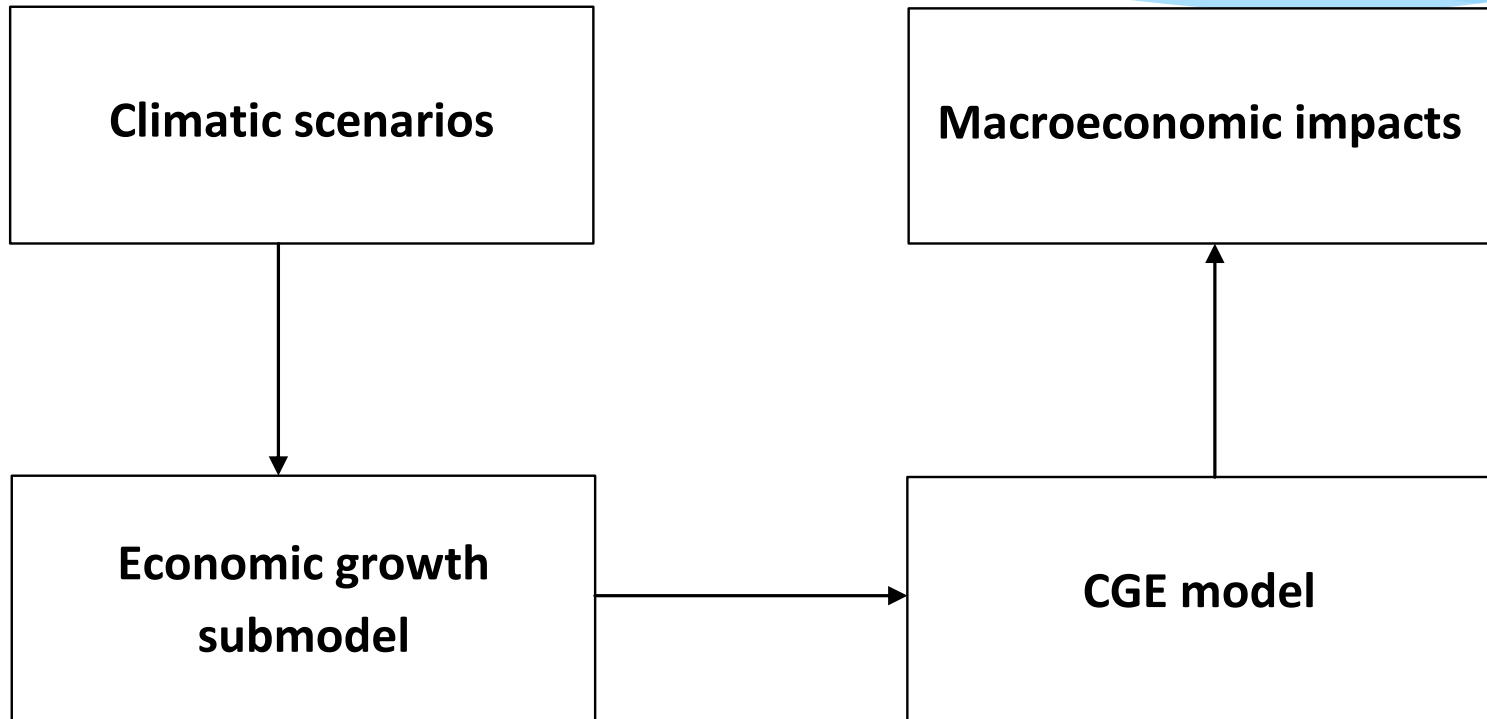 Climatic scenarios
Macroeconomic impacts
Economic growth
submodel
CGE model